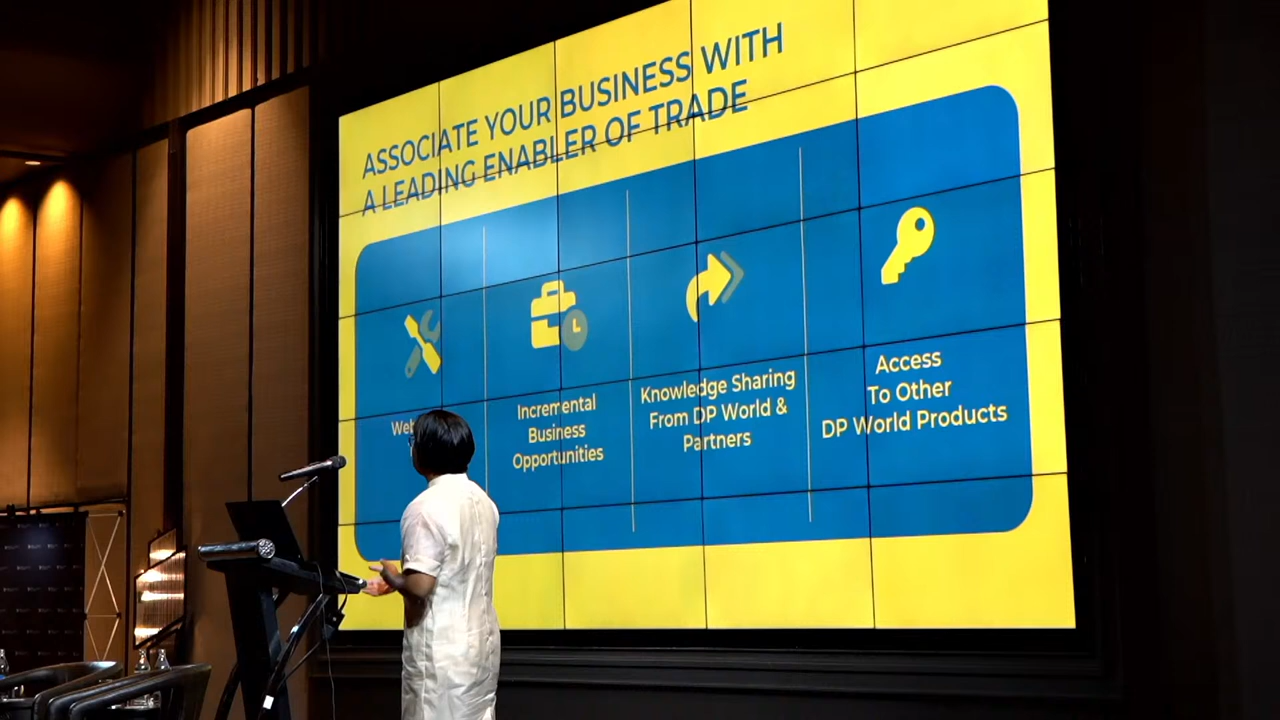 ASSOCIATE YOUR BUSINESS WITH
A LEADING ENABLER OF TRADE
Incremental
Business
Opportunities
Knowledge Sharing
From DP World &
Partners
Access
To Other
DP World Products